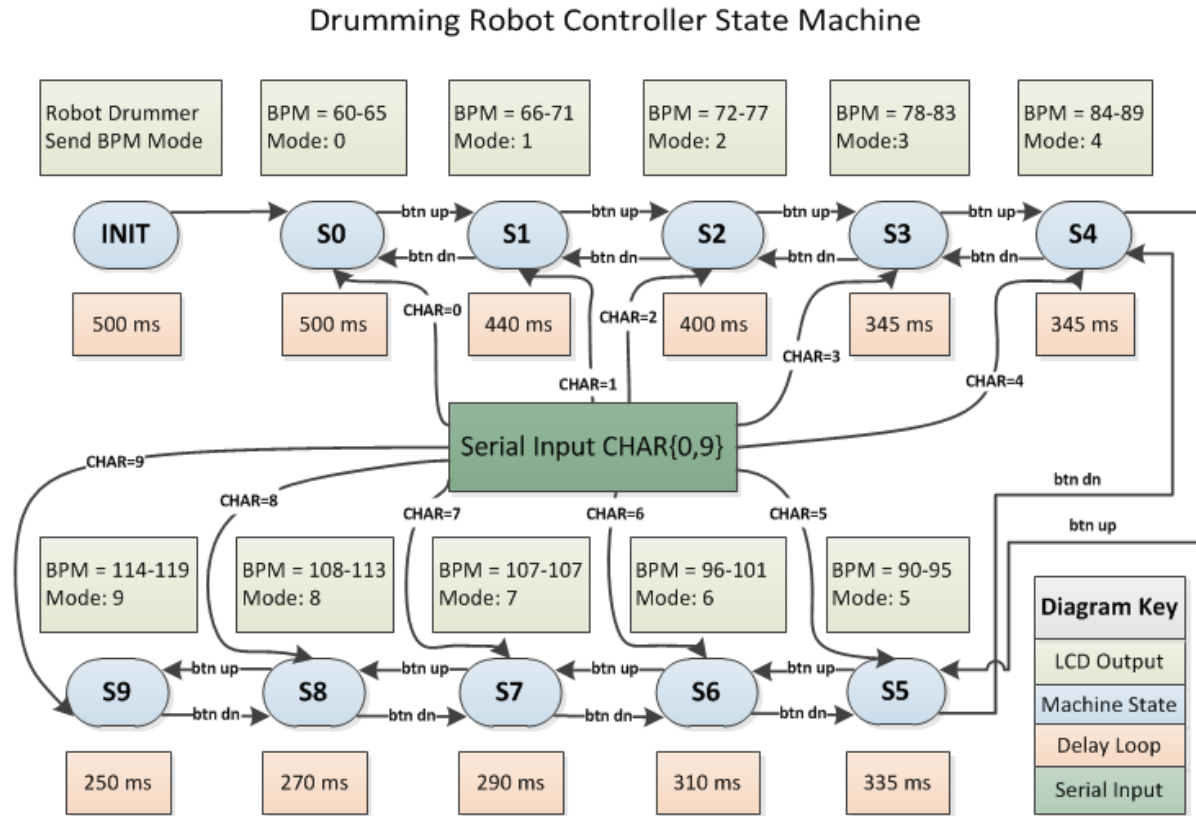 Drumming Robot Controller State Machine
Robot Drummer
Send BPM Mode
BPM = 60-65
Mode: 0
BPM = 66-71
Mode: 1
BPM = 72-77
Mode: 2
BPM = 78-83
Mode:3
BPM = 84-89
Mode: 4
INIT
S0
btn up
btn dn
S1
btn up
btn dn
S2
btn up
btn dn
S3
btn up
btn dn
S4
500 ms
500 ms
440 ms
400 ms
345 ms
345 ms
CHAR=0
CHAR=1
CHAR=2
CHAR=3
CHAR=4
Serial Input CHAR{0,9}
CHAR=9
CHAR=8
CHAR=7
CHAR=6
CHAR=5
btn dn
btn up
BPM = 114-119
Mode: 9
BPM = 108-113
Mode: 8
BPM = 107-107
Mode: 7
BPM = 96-101
Mode: 6
BPM = 90-95
Mode: 5
S9
btn up
btn dn
S8
btn up
btn dn
S7
btn up
btn dn
S6
btn up
btn dn
S5
250 ms
270 ms
290 ms
310 ms
335 ms
Diagram Key
LCD Output
Machine State
Delay Loop
Serial Input